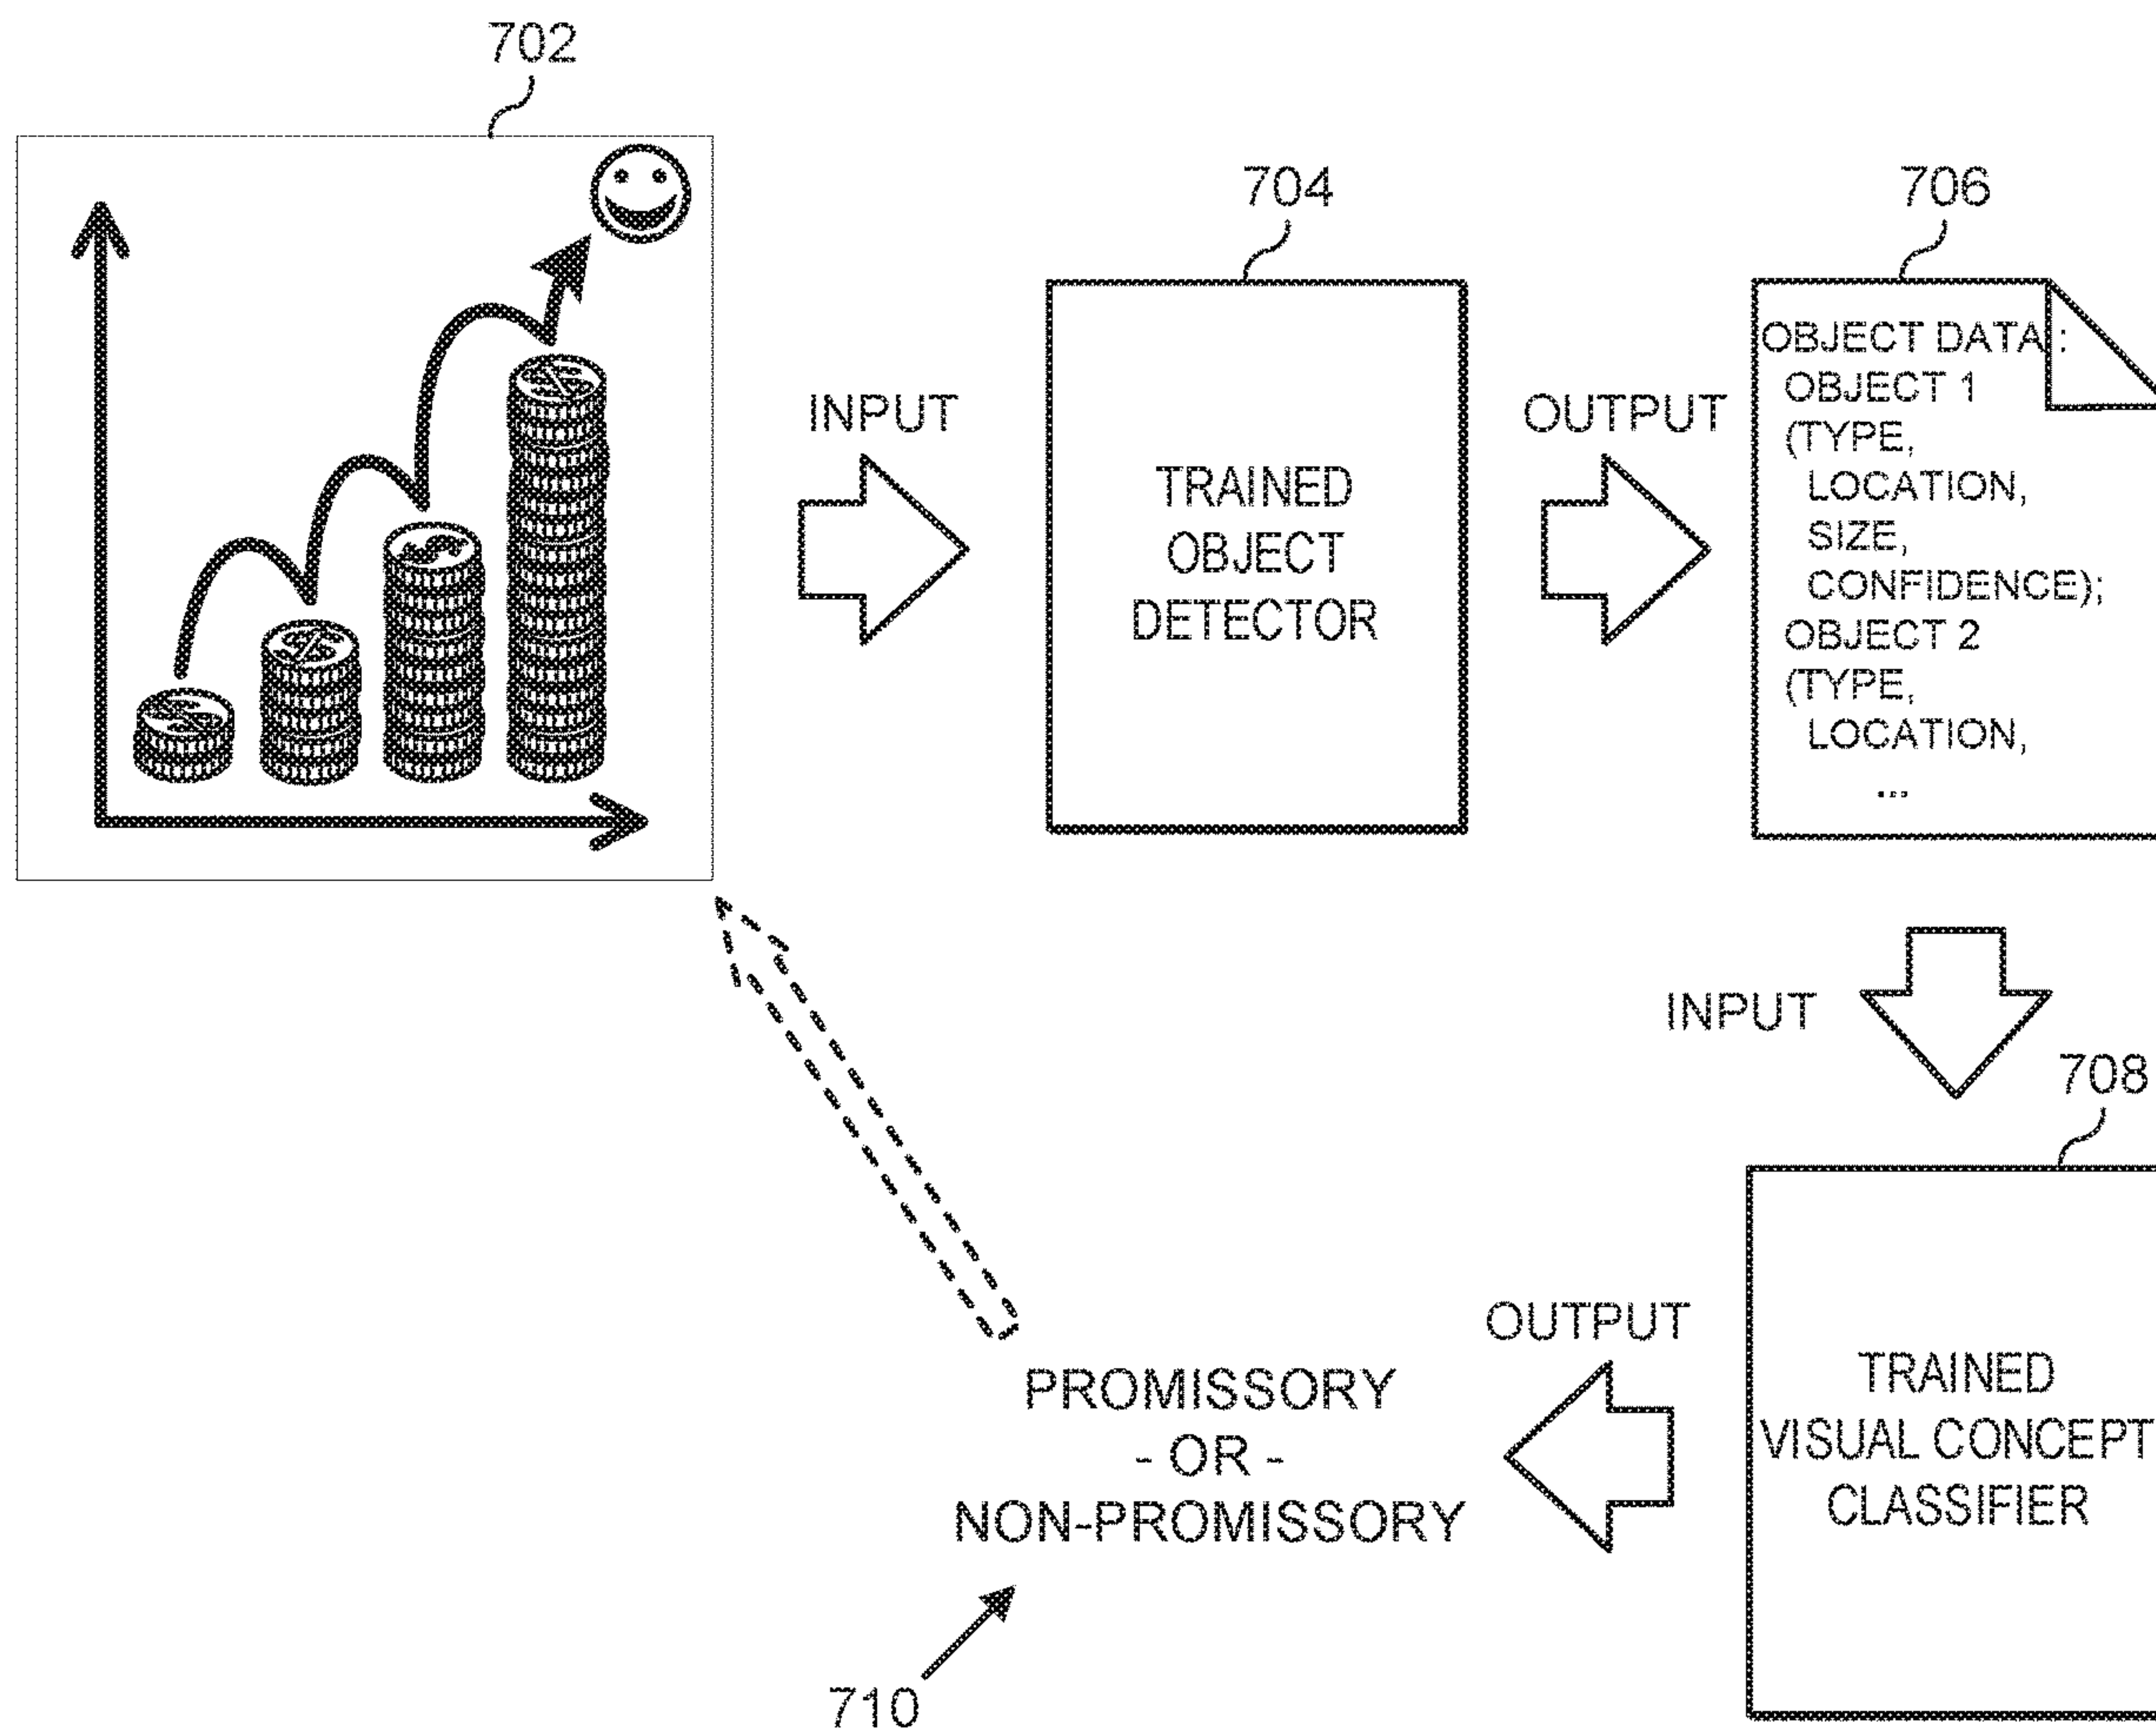 702
704
706
INPUT
TRAINED
OBJECT
DETECTOR
OUTPUT
OBJECT DATA :
OBJECT 1
(TYPE,
LOCATION,
SIZE,
CONFIDENCE);
OBJECT 2
(TYPE,
LOCATION,
...
INPUT
708
TRAINED
VISUAL CONCEPT
CLASSIFIER
OUTPUT
PROMISSORY
- OR -
NON-PROMISSORY
710